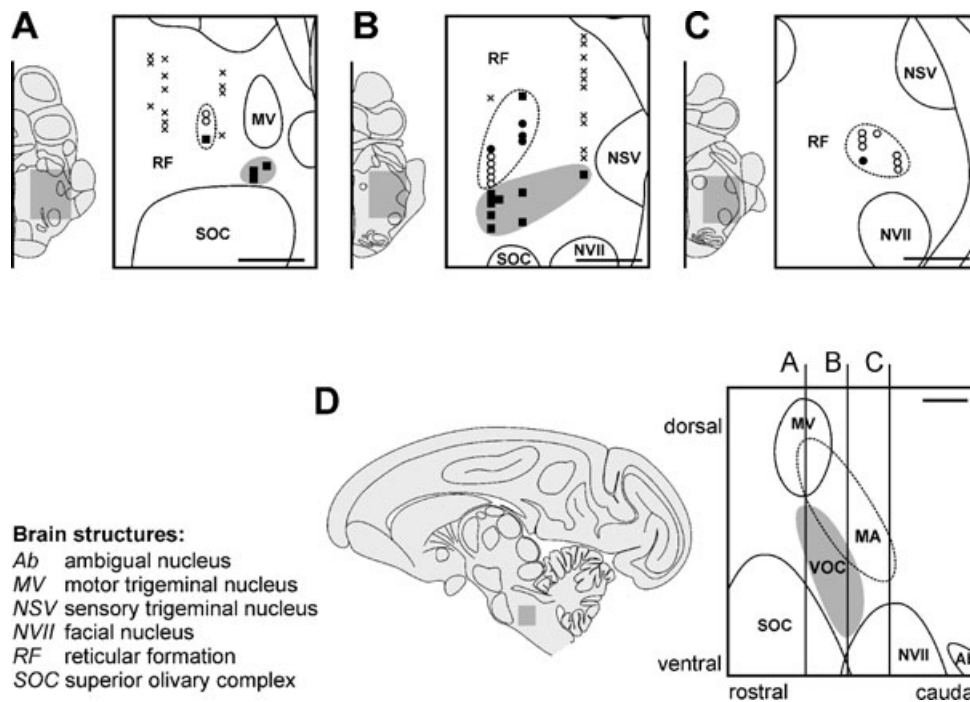 A
B
C
RF
MV
SOC
RF
NSV
SOC
NVII
NSV
RF
NVII
D
A B C
dorsal
MV
MA
VOC
SOC
NVII
ventral
rostral
Brain structures:
Ab ambigual nucleus
MV motor trigeminal nucleus
NSV sensory trigeminal nucleus
NVII facial nucleus
RF reticular formation
SOC superior olivary complex